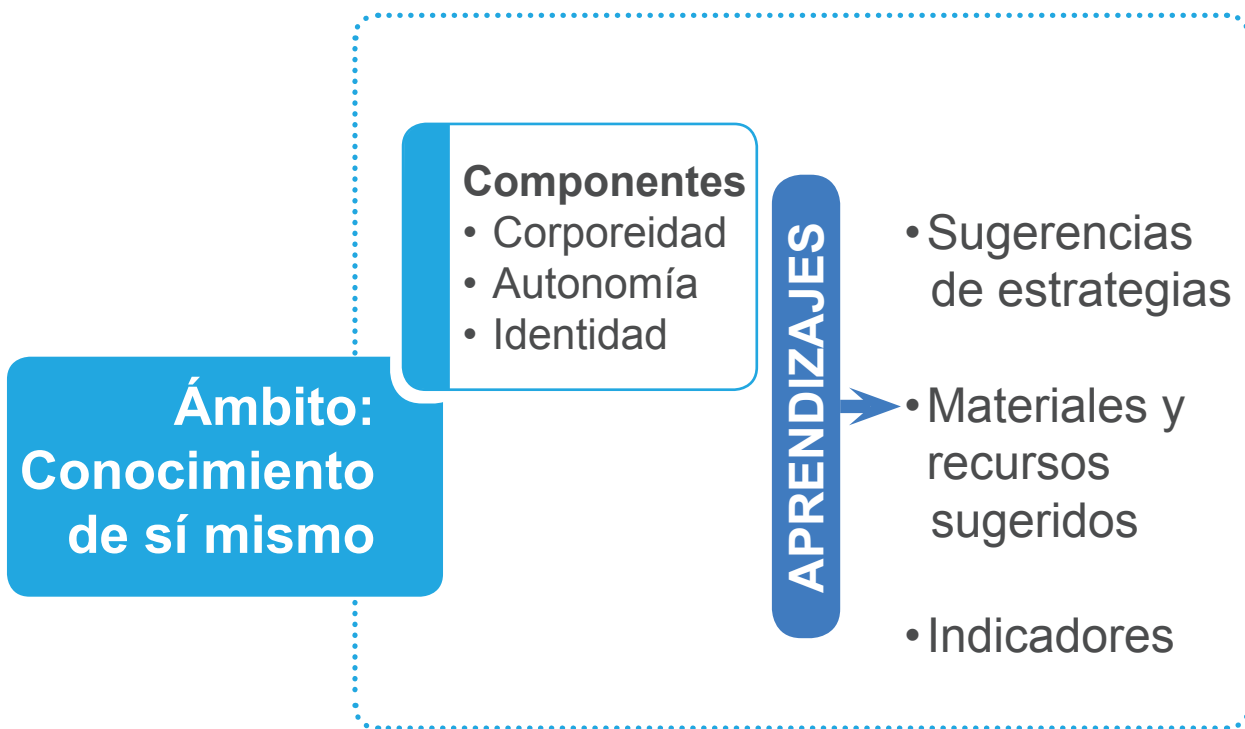 Ámbito:
Conocimiento
de sí mismo
Componentes
• Corporeidad
• Autonomía
• Identidad
APRENDIZAJES
• Sugerencias
de estrategias
• Materiales y
recursos
sugeridos
• Indicadores